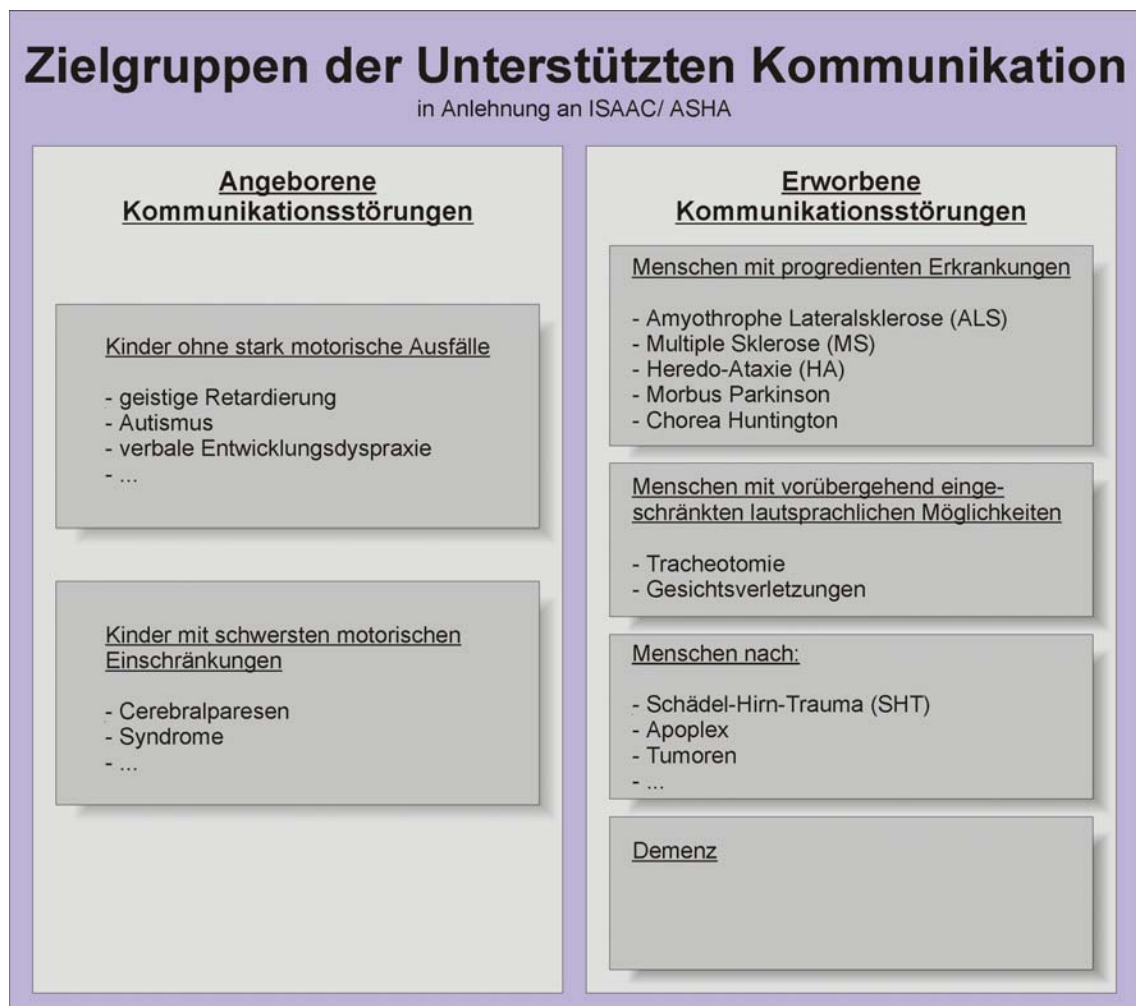 Zielgruppen der Unterstützten Kommunikation
in Anlehnung an ISAAC/ ASHA
Angeborene
Kommunikationsstörungen
Kinder ohne stark motorische Ausfälle
- geistige Retardierung
- Autismus
- verbale Entwicklungsdyspraxie
- ...
Kinder mit schwersten motorischen
Einschränkungen
- Cerebralparesen
- Syndrome
- ...
Erworbene
Kommunikationsstörungen
Menschen mit progredienten Erkrankungen
- Amyothrophe Lateralsklerose (ALS)
- Multiple Sklerose (MS)
- Heredo-Ataxie (HA)
- Morbus Parkinson
- Chorea Huntington
Menschen mit vorübergehend einge-
schränkten lautsprachlichen Möglichkeiten
- Tracheotomie
- Gesichtsverletzungen
Menschen nach:
- Schädel-Hirn-Trauma (SHT)
- Apoplex
- Tumoren
- ...
Demenz